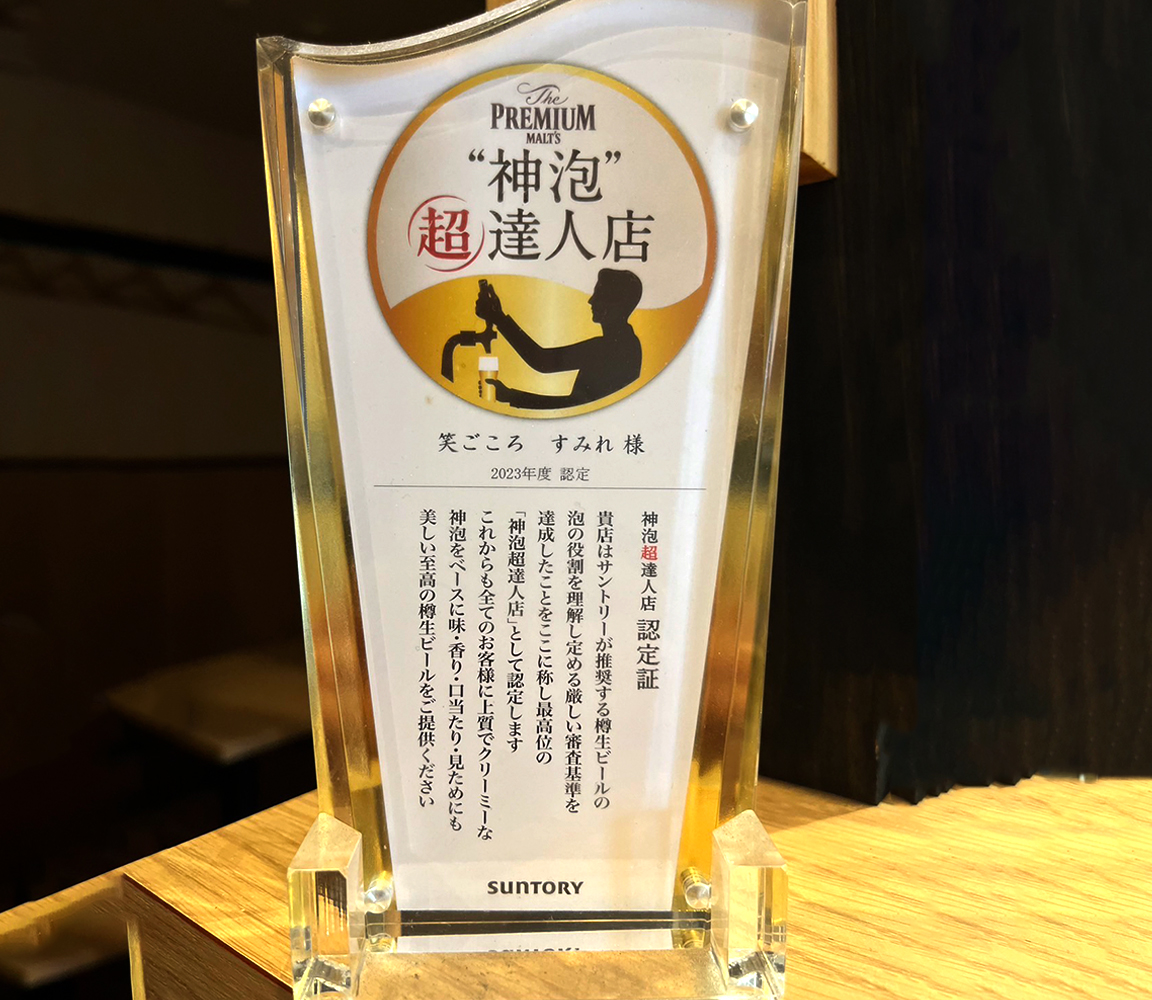 The
PREMIUM
MALT'S
“神泡”
超達人店
笑ごころ　すみれ 様
2023年度 認定
神泡超達人店 認定証
貴店はサントリーが推奨する樽生ビールの
泡の役割を理解し定める厳しい審査基準を
達成したことをここに称し最高位の
「神泡超達人店」として認定します
これからも全てのお客様に上質でクリーミーな
神泡をベースに味・香り・口当たり・見ためにも
美しい至高の樽生ビールをご提供ください
SUNTORY